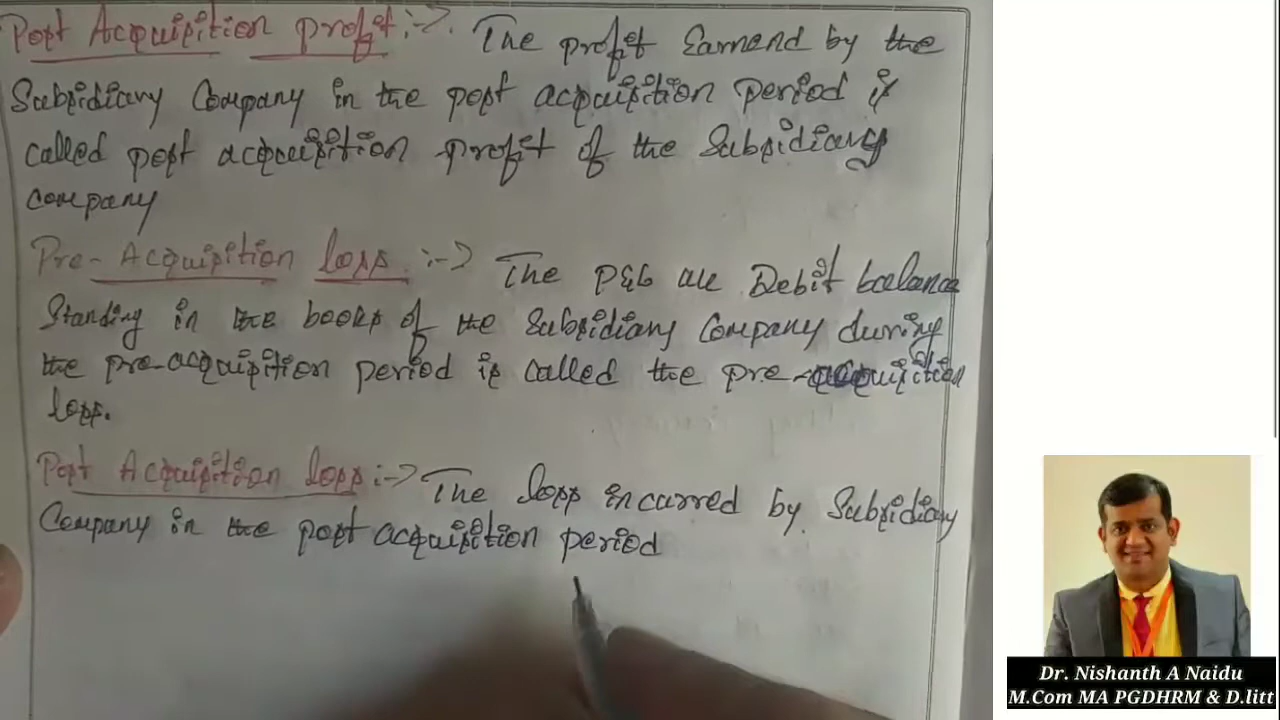 Post Acquisition profit :->. The profit Earnend by the
Subsidiary Company in the post acquisition period is
called post acquisition profit of the Subsidiary
company
Pre-Acquisition loss :-> The P&L a/c Debit balance
Standing in the books of the Subsidiary Company during
the pre-acquisition period is called the pre-acquisition
loss.
Post Acquisition loss :-> The loss incurred by Subsidiary
Company in the post acquisition period
Dr. Nishanth A Naidu
M.Com MA PGDHRM & D.litt